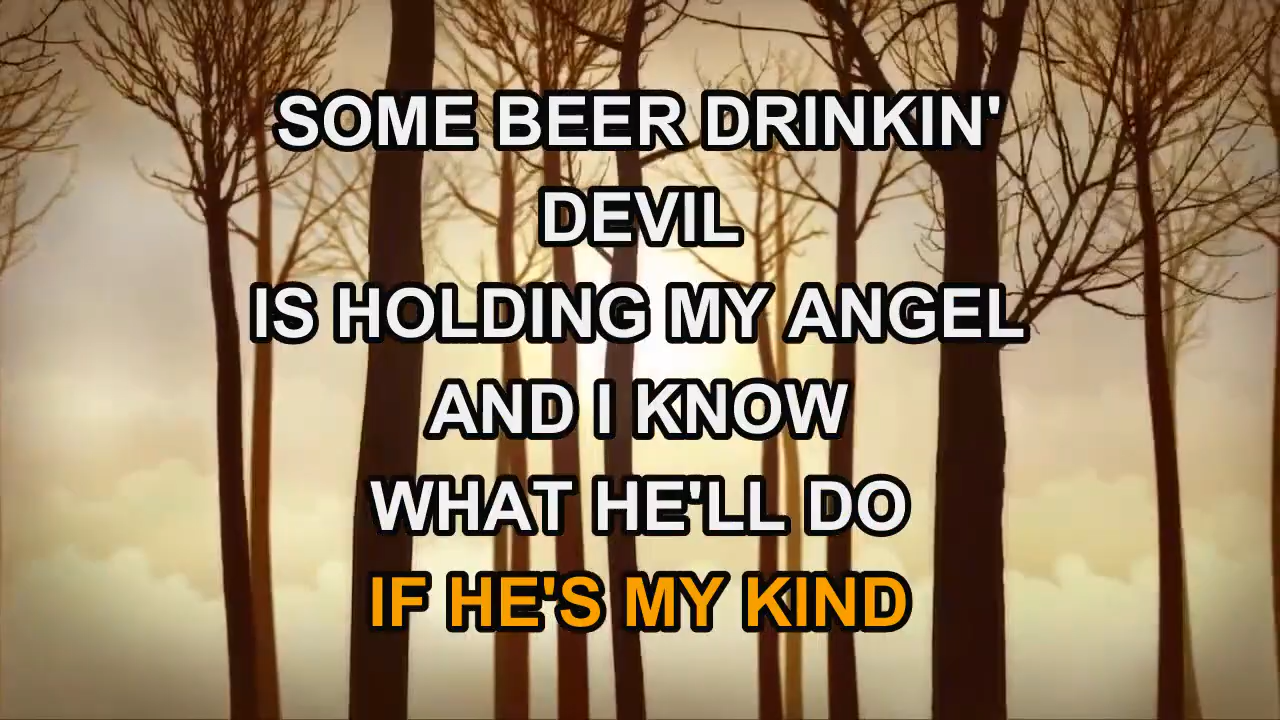 SOME BEER DRINKIN'
DEVIL
IS HOLDING MY ANGEL
AND I KNOW
WHAT HE'LL DO
IF HE'S MY KIND